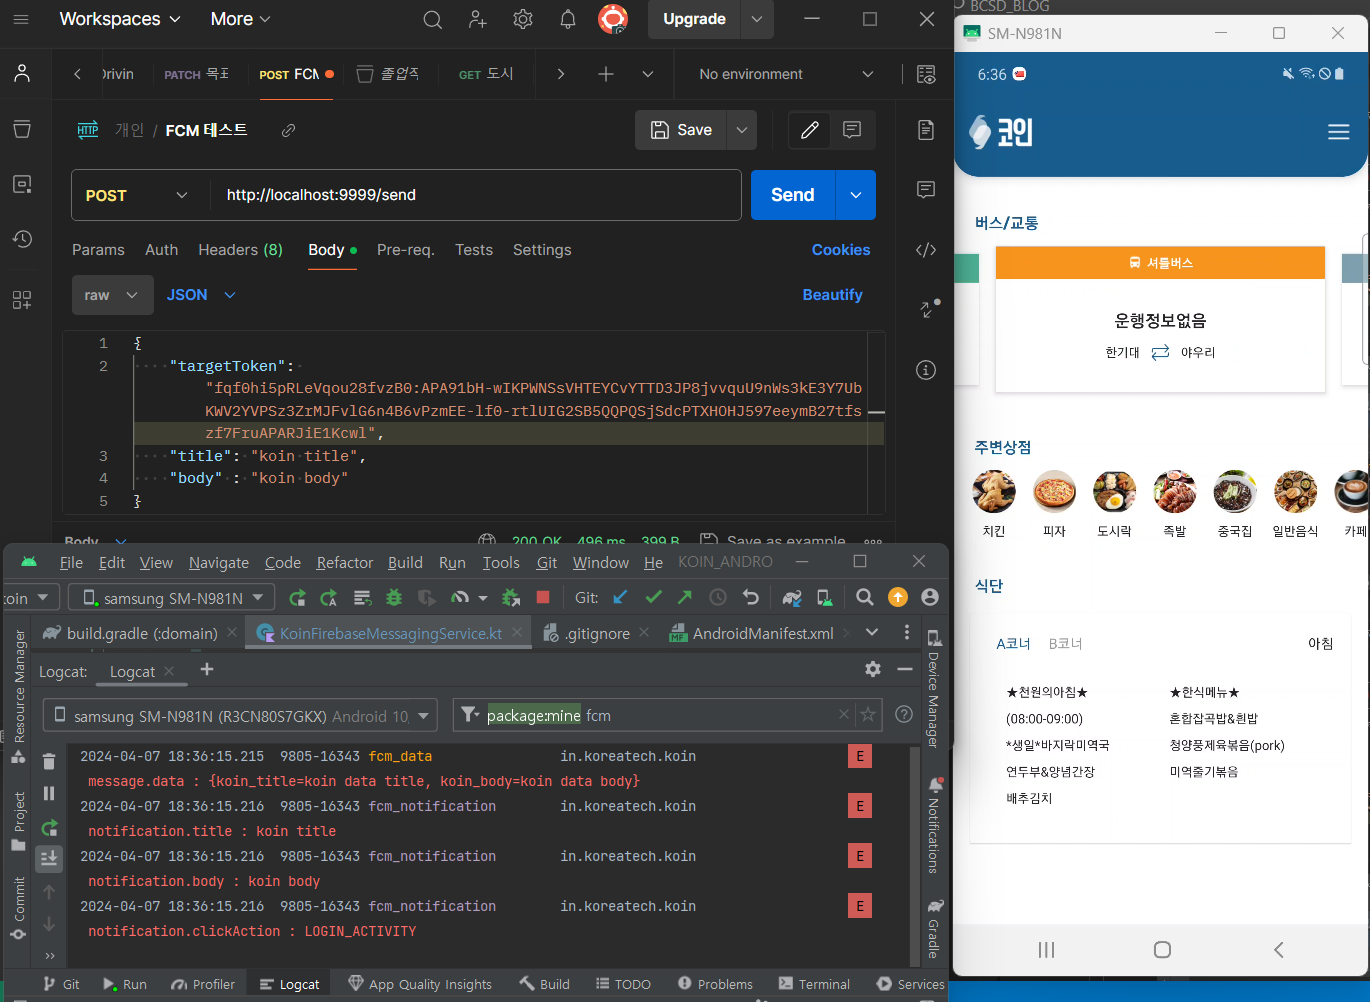 Workspaces
More
Upgrade
Drivin
PATCH 목표
POST FCM
졸업작
GET 도시
No environment
HTTP
개인 / FCM 테스트
Save
POST
http://localhost:9999/send
Send
Params
Auth
Headers (8)
Body
Pre-req.
Tests
Settings
Cookies
raw
JSON
Beautify
1 {
2 "targetToken":
"fqf0hi5pRLeVqou28fvzB0:APA91bH-wIKPWNSsVHTEYCvYTTD3JP8jvvquU9nWs3kE3Y7Ub
KWV2YVPSz3ZrMJFvlG6n4B6vPzmEE-lf0-rtlUIG2SB5QQPQSjSdcPTXHOHJ597eeymB27tfs
zf7FruAPARJiE1Kcwl",
3 "title": "koin title",
4 "body" : "koin body"
5 }
Body
200 OK
496 ms
399 B
Save as example
File Edit View Navigate Code Refactor Build Run Tools Git Window He
KOIN_ANDRO
koin
samsung SM-N981N
Git:
build.gradle (:domain)
KoinFirebaseMessagingService.kt
.gitignore
MF
AndroidManifest.xml
Resource Manager
Project
Commit
Logcat:
Logcat
samsung SM-N981N (R3CN80S7GKX) Android 10,
package:mine fcm
2024-04-07 18:36:15.215 9805-16343 fcm_data in.koreatech.koin E
message.data : {koin_title=koin data title, koin_body=koin data body}
2024-04-07 18:36:15.216 9805-16343 fcm_notification in.koreatech.koin E
notification.title : koin title
2024-04-07 18:36:15.216 9805-16343 fcm_notification in.koreatech.koin E
notification.body : koin body
2024-04-07 18:36:15.216 9805-16343 fcm_notification in.koreatech.koin E
notification.clickAction : LOGIN_ACTIVITY
Device Manager
Notifications
Gradle
Git
Run
Profiler
Logcat
App Quality Insights
Build
TODO
Problems
Terminal
Services
BCSD_BLOG
SM-N981N
6:36
코인
버스/교통
셔틀버스
운행정보없음
한기대
야우리
주변상점
치킨
피자
도시락
족발
중국집
일반음식
카페
식단
A코너
B코너
아침
★천원의아침★
(08:00-09:00)
*생일*바지락미역국
연두부&양념간장
배추김치
★한식메뉴★
혼합잡곡밥&흰밥
청양풍제육볶음(pork)
미역줄기볶음